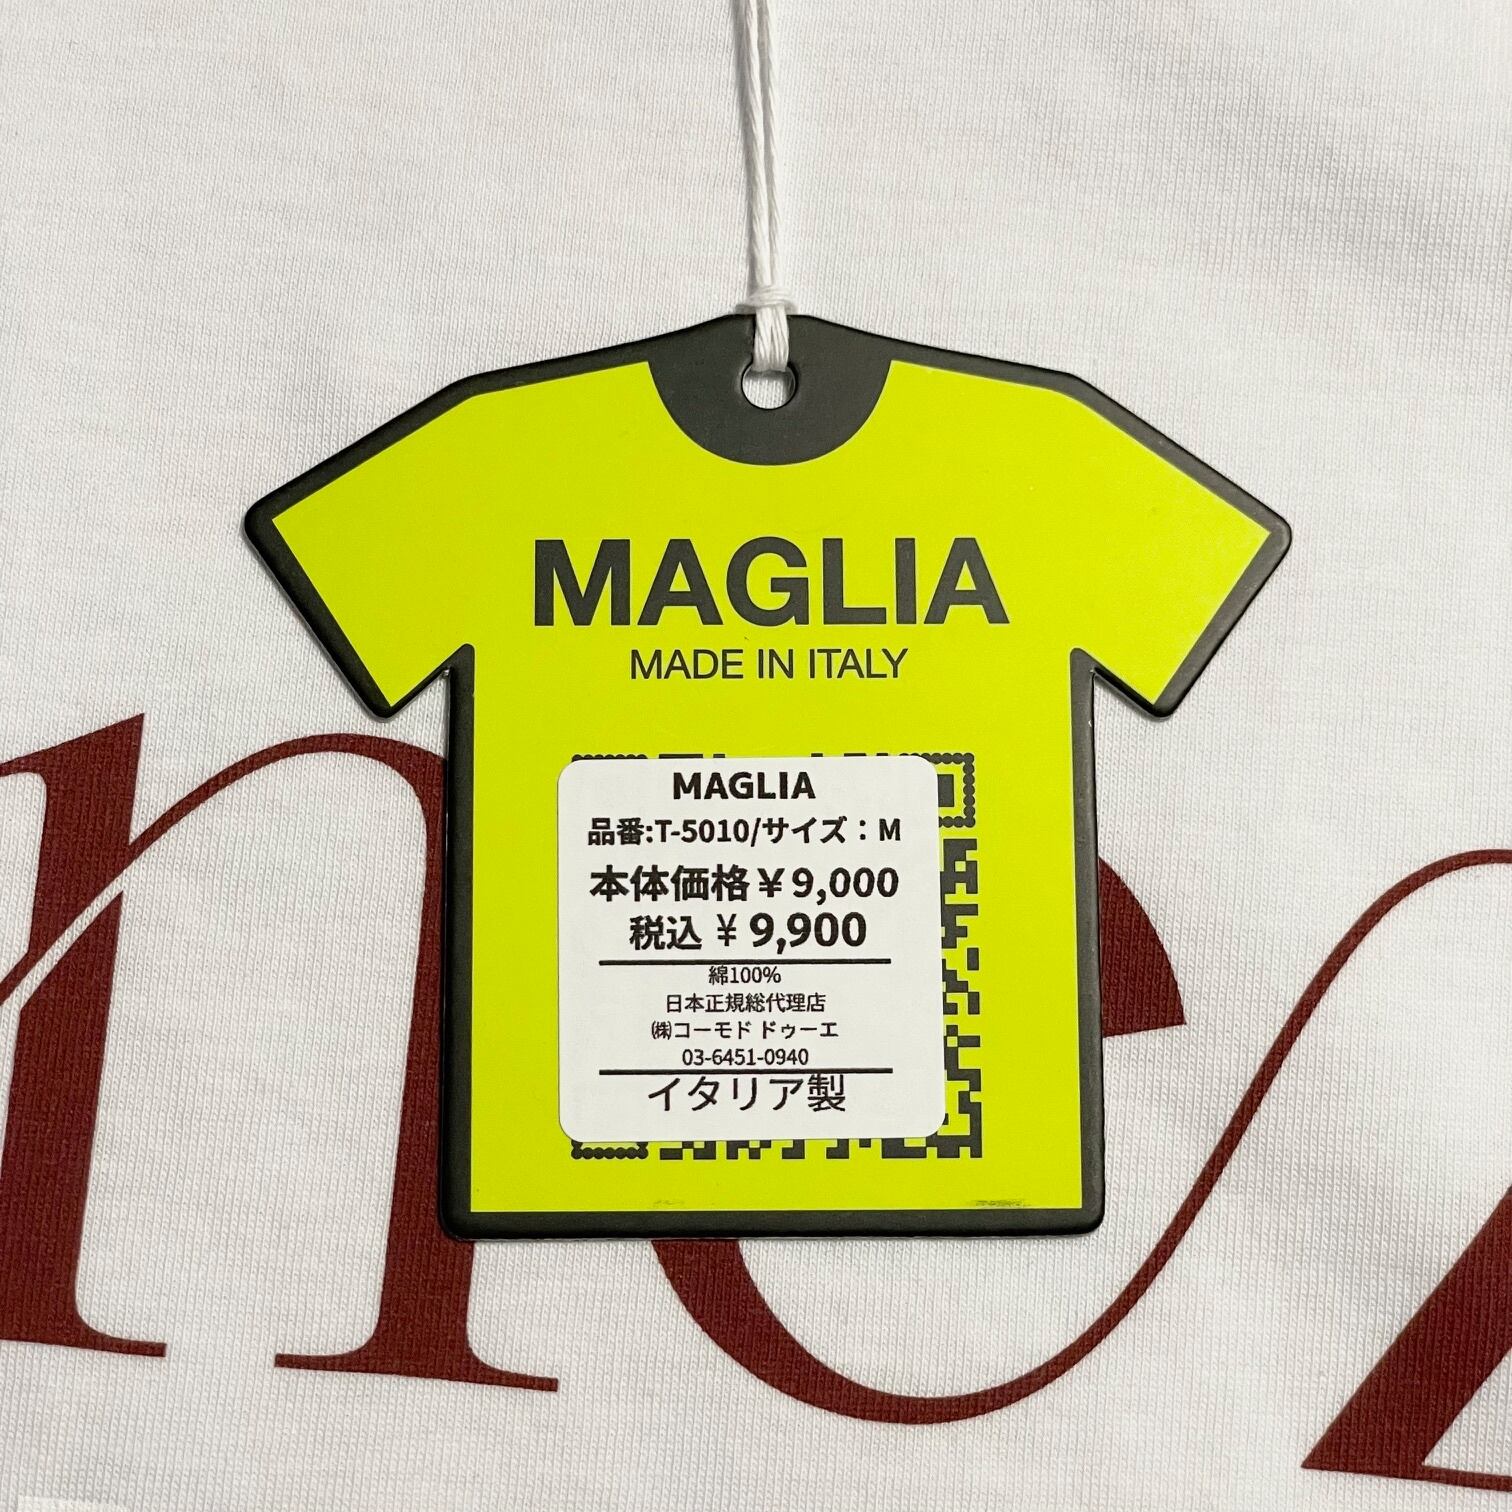 MAGLIA
MADE IN ITALY
MAGLIA
品番:T-5010/サイズ：M
本体価格￥9,000
税込￥9,900
綿100%
日本正規総代理店
㈱コーモド ドゥーエ
03-6451-0940
イタリア製